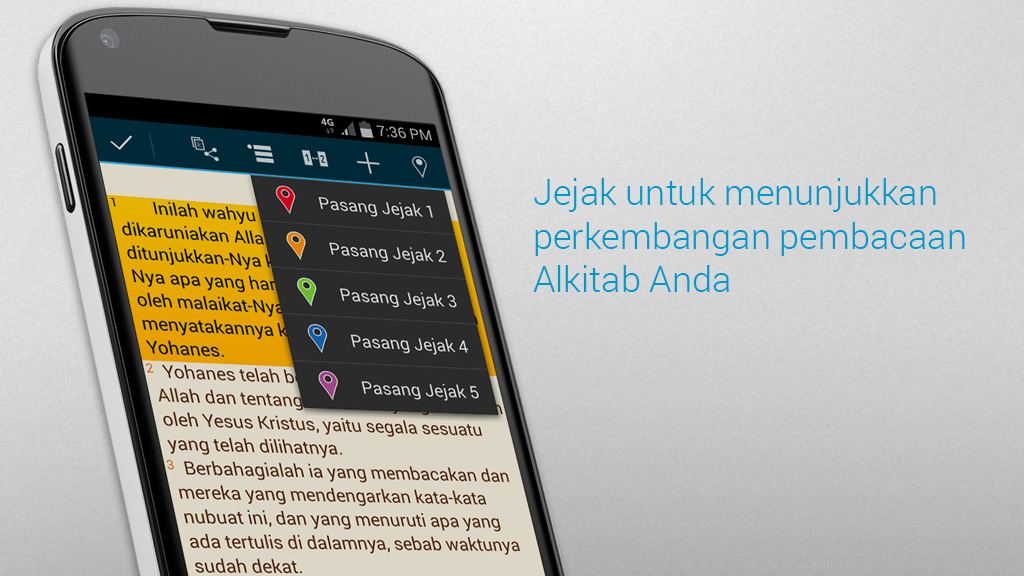 4G 7:36 PM
1 2
Pasang Jejak 1
Pasang Jejak 2
Pasang Jejak 3
Pasang Jejak 4
Pasang Jejak 5
1 Inilah wahyu
dikaruniakan Alla
ditunjukkan-Nya k
Nya apa yang har
oleh malaikat-Nya
menyatakannya k
Yohanes.
2 Yohanes telah be
Allah dan tentang
oleh Yesus Kristus, yaitu segala sesuatu
yang telah dilihatnya.
3 Berbahagialah ia yang membacakan dan
mereka yang mendengarkan kata-kata
nubuat ini, dan yang menuruti apa yang
ada tertulis di dalamnya, sebab waktunya
sudah dekat.
Jejak untuk menunjukkan
perkembangan pembacaan
Alkitab Anda